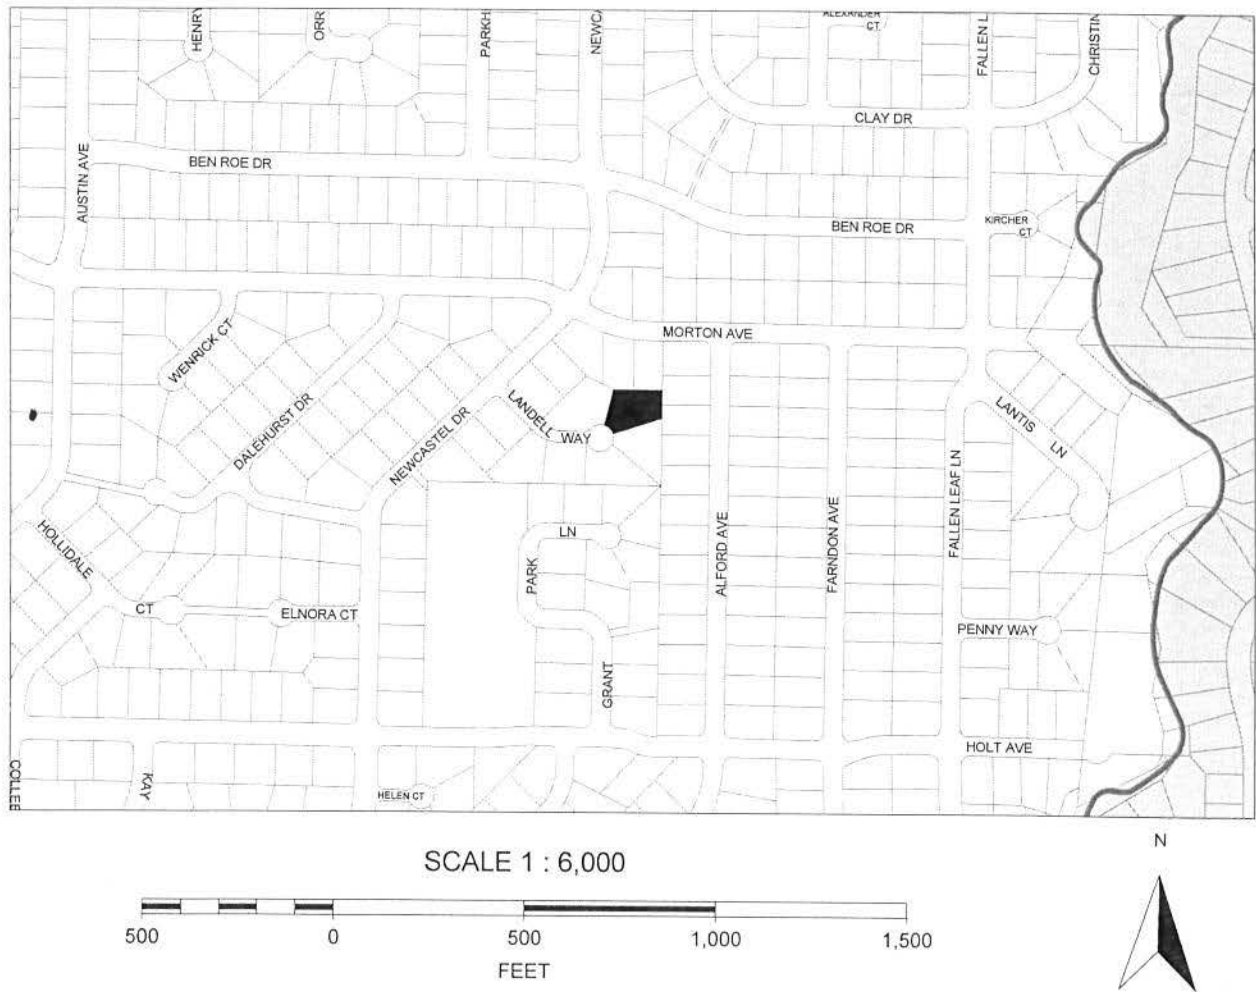 HENRY
ORR
PARKH
NEWCA
ALEXANDER
CT
FALLEN L
CHRISTIN
CLAY DR
AUSTIN AVE
BEN ROE DR
KIRCHER
CT
BEN ROE DR
MORTON AVE
WENRICK CT
DALEHURST DR
NEWCASTEL DR
LANDELL
WAY
LANTIS
LN
HOLLIDALE
CT
ELNORA CT
PARK
LN
GRANT
ALFORD AVE
FARNDON AVE
FALLEN LEAF LN
PENNY WAY
HOLT AVE
COLLEE
KAY
HELEN CT
SCALE 1 : 6,000
N
500
0
500
1,000
1,500
FEET